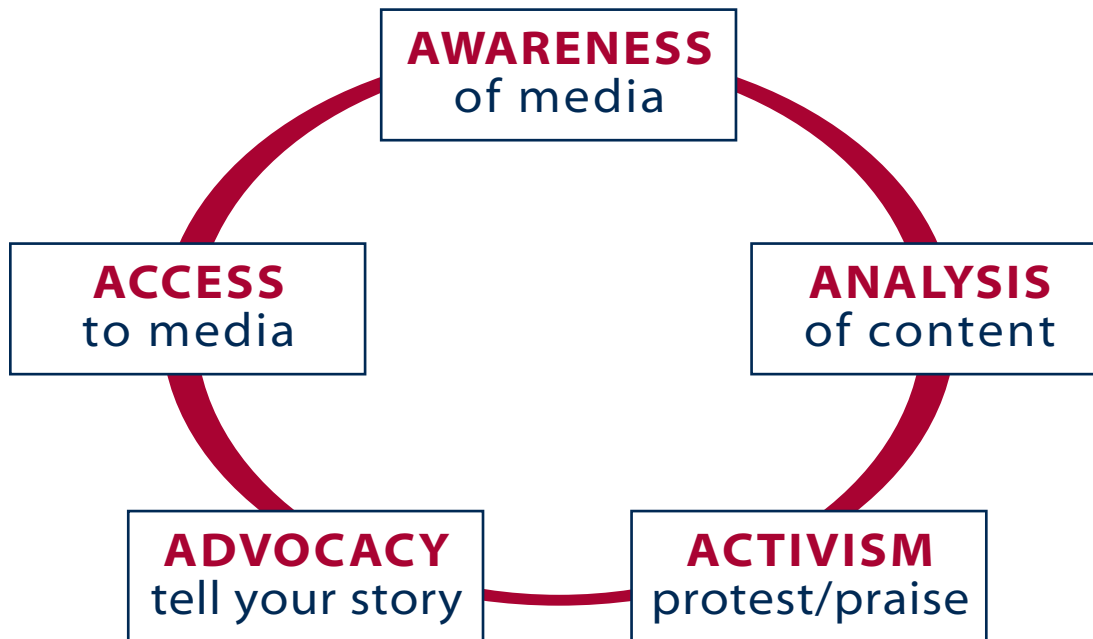 AWARENESS
of media
ACCESS
to media
ANALYSIS
of content
ADVOCACY
tell your story
ACTIVISM
protest/praise